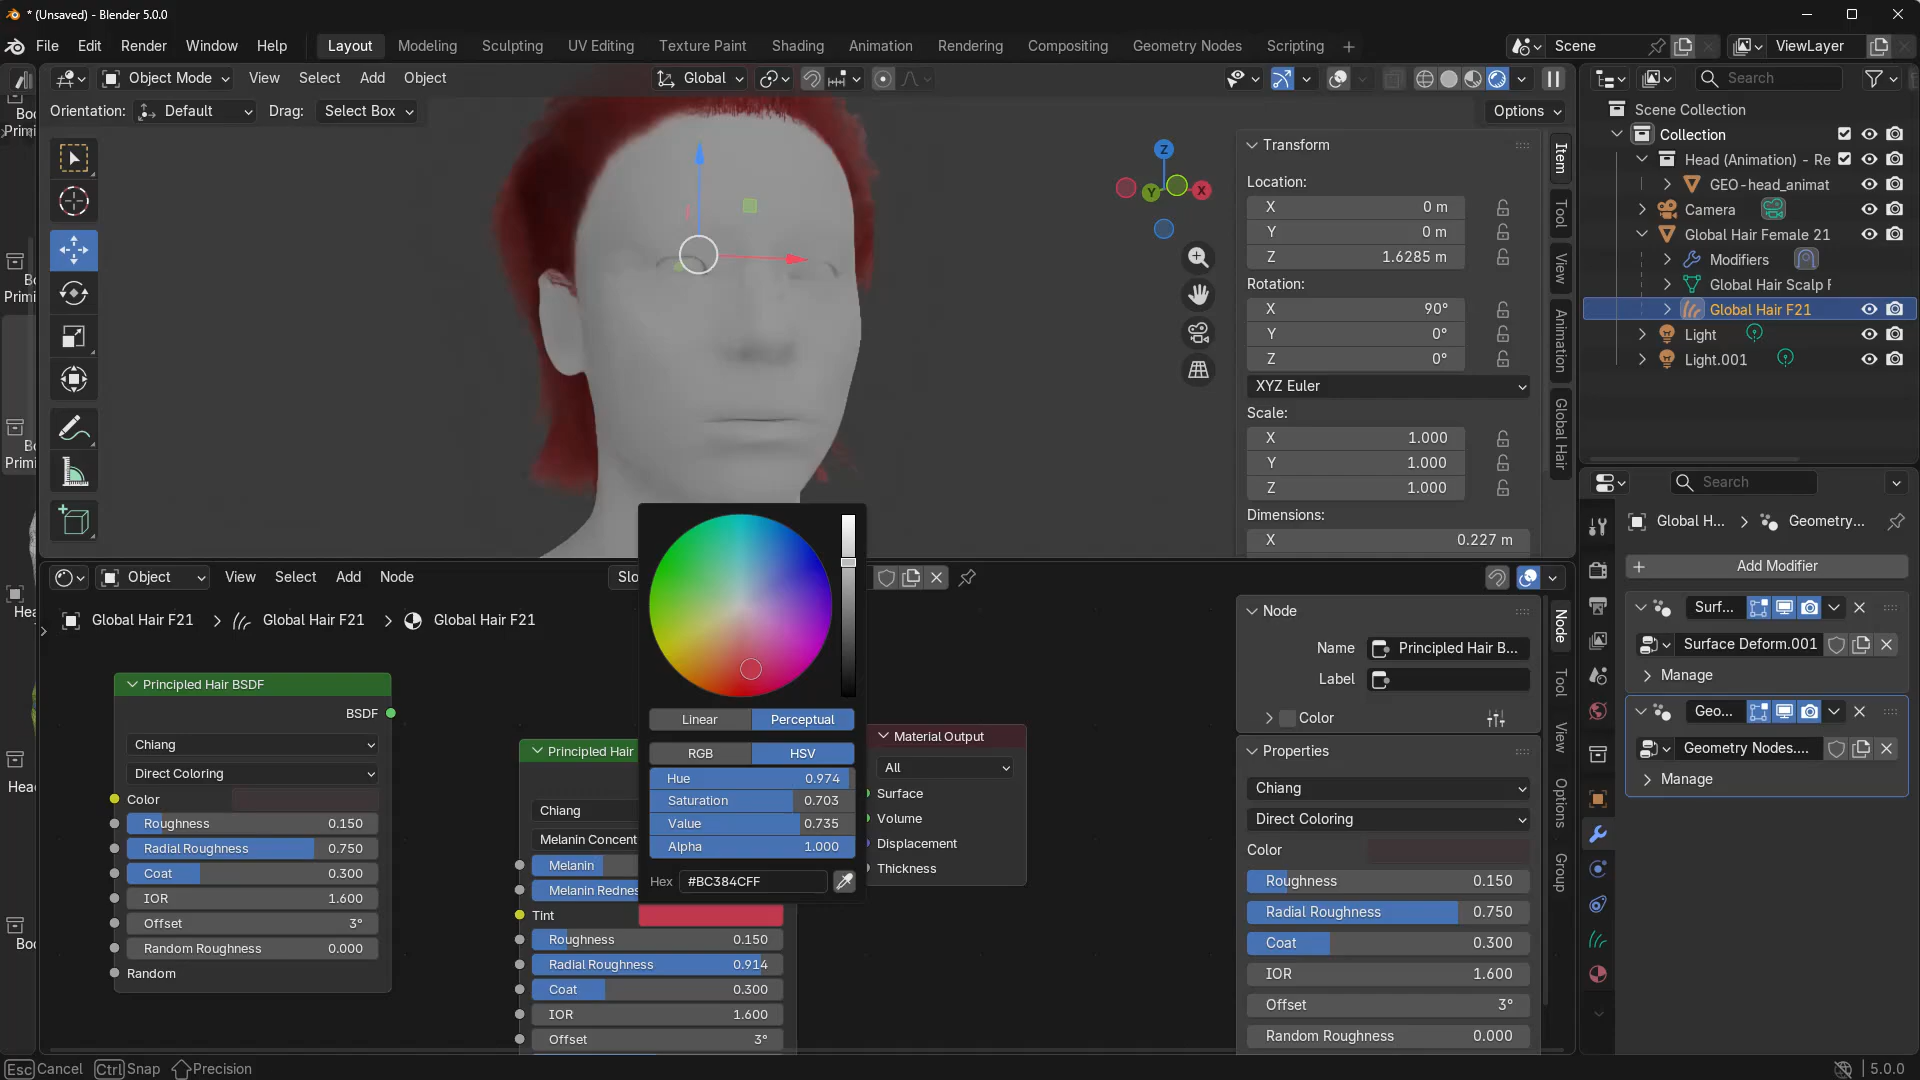 * (Unsaved) - Blender 5.0.0
File Edit Render Window Help Layout Modeling Sculpting UV Editing Texture Paint Shading Animation Rendering Compositing Geometry Nodes Scripting Scene ViewLayer
Object Mode View Select Add Object Global Search
Orientation: Default Drag: Select Box Options
Scene Collection
Collection
Head (Animation) - Re
GEO-head_animat
Camera
Global Hair Female 21
Modifiers
Global Hair Scalp F
Global Hair F21
Light
Light.001
Boo
Primi
Primi
Bo
Primi
Hea
Hea
Boo
Z
Y
X
Transform
Location:
X 0 m
Y 0 m
Z 1.6285 m
Rotation:
X 90°
Y 0°
Z 0°
XYZ Euler
Scale:
X 1.000
Y 1.000
Z 1.000
Dimensions:
X 0.227 m
Item
Tool
View
Animation
Global Hair
Search
Global H... Geometry...
Add Modifier
Surf...
Surface Deform.001
Manage
Geo...
Geometry Nodes....
Manage
Object View Select Add Node Slo
Global Hair F21 Global Hair F21 Global Hair F21
Principled Hair BSDF
BSDF
Chiang
Direct Coloring
Color
Roughness 0.150
Radial Roughness 0.750
Coat 0.300
IOR 1.600
Offset 3°
Random Roughness 0.000
Random
Principled Hair
Chiang
Melanin Concent
Melanin
Melanin Rednes
Tint
Roughness 0.150
Radial Roughness 0.914
Coat 0.300
IOR 1.600
Offset 3°
Linear Perceptual
RGB HSV
Hue 0.974
Saturation 0.703
Value 0.735
Alpha 1.000
Hex #BC384CFF
Material Output
All
Surface
Volume
Displacement
Thickness
Node
Name Principled Hair B...
Label
Color
Properties
Chiang
Direct Coloring
Color
Roughness 0.150
Radial Roughness 0.750
Coat 0.300
IOR 1.600
Offset 3°
Random Roughness 0.000
Node
Tool
View
Options
Group
Esc Cancel Ctrl Snap Precision 5.0.0